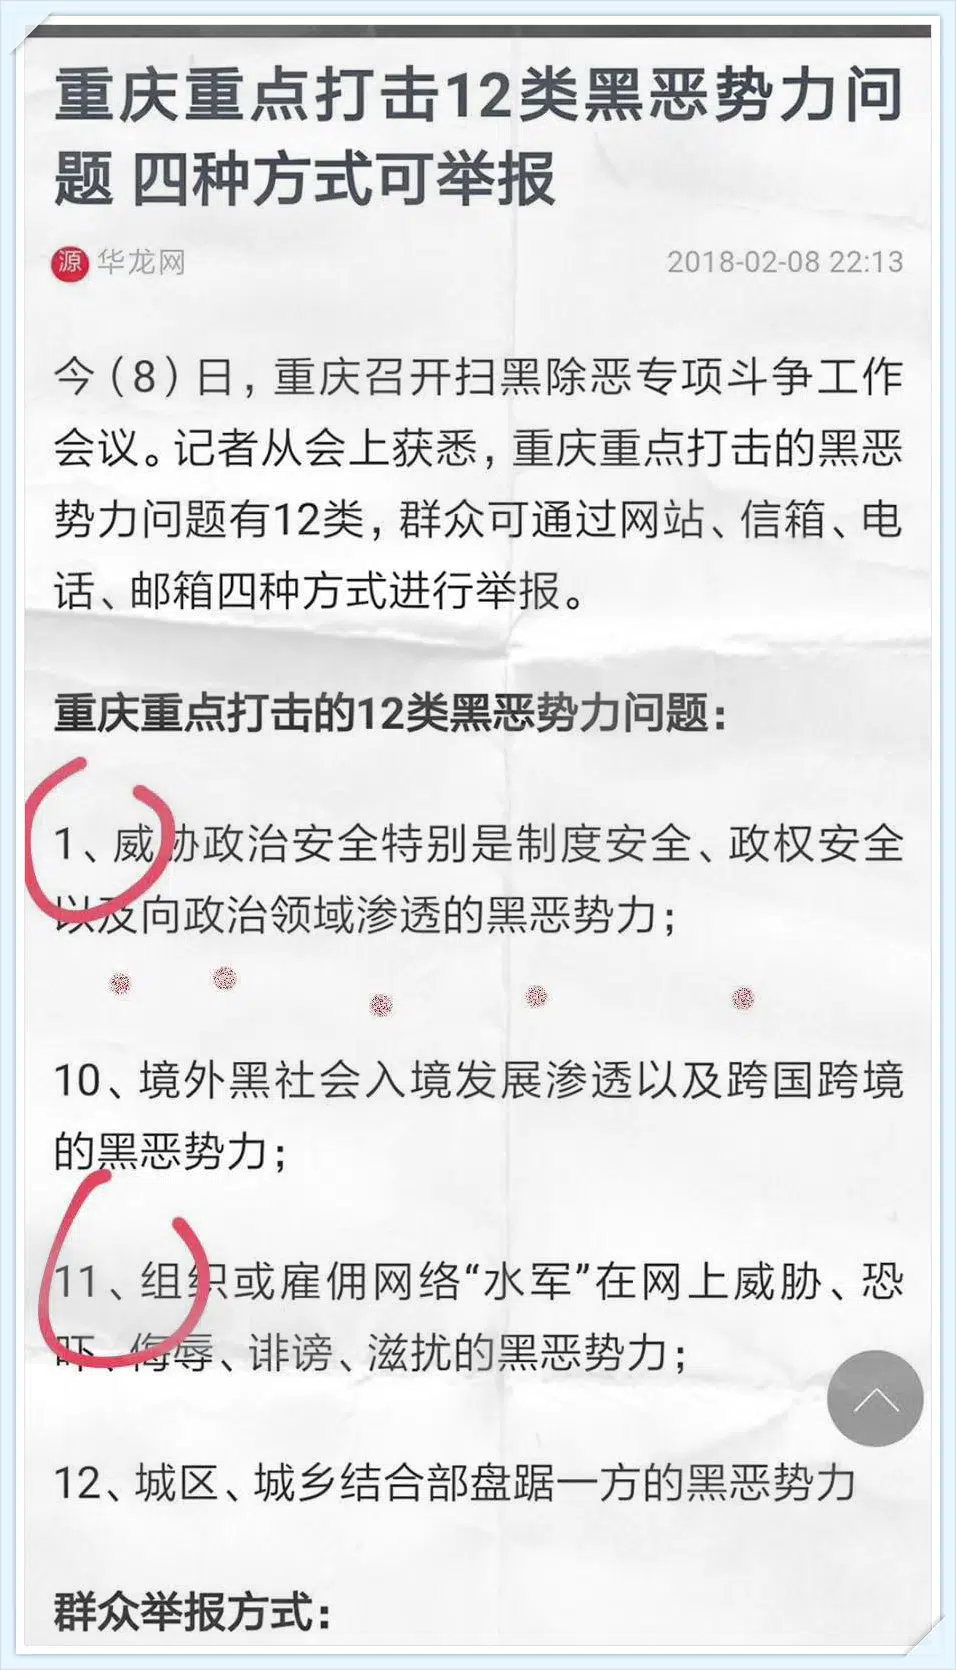 重庆重点打击12类黑恶势力问
题 四种方式可举报
源 华龙网 2018-02-08 22:13
今（8）日，重庆召开扫黑除恶专项斗争工作
会议。记者从会上获悉，重庆重点打击的黑恶
势力问题有12类，群众可通过网站、信箱、电
话、邮箱四种方式进行举报。
重庆重点打击的12类黑恶势力问题：
1、威胁政治安全特别是制度安全、政权安全
以及向政治领域渗透的黑恶势力；
10、境外黑社会入境发展渗透以及跨国跨境
的黑恶势力；
11、组织或雇佣网络“水军”在网上威胁、恐
吓、侮辱、诽谤、滋扰的黑恶势力；
12、城区、城乡结合部盘踞一方的黑恶势力
群众举报方式：